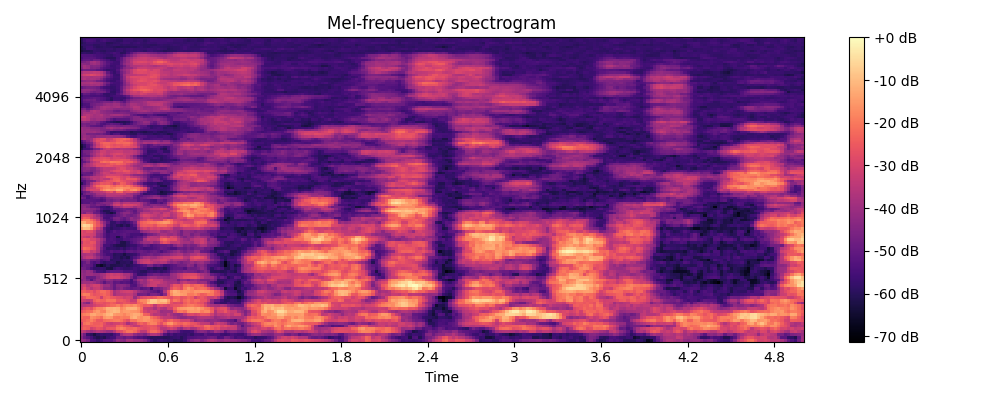 Mel-frequency spectrogram
+0 dB
-10 dB
-20 dB
-30 dB
-40 dB
-50 dB
-60 dB
-70 dB
Hz
4096
2048
1024
512
0
0 0.6 1.2 1.8 2.4 3 3.6 4.2 4.8
Time